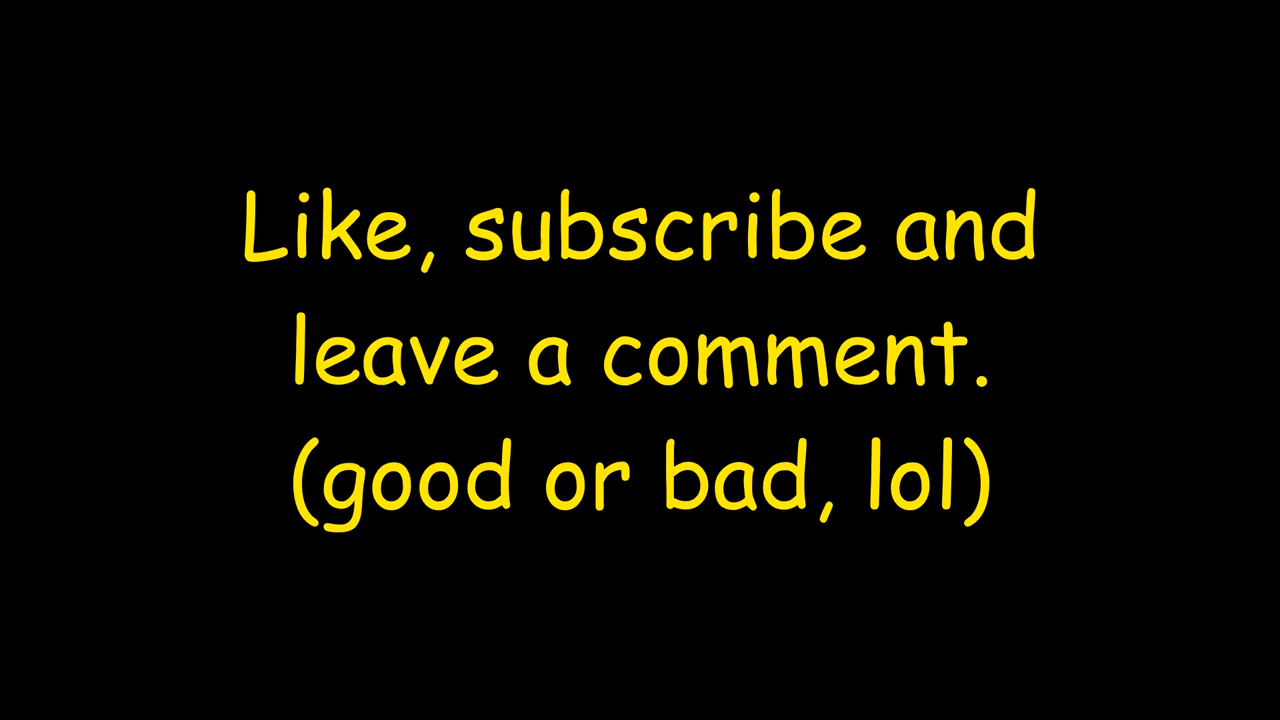 Like, subscribe and
leave a comment.
(good or bad, lol)